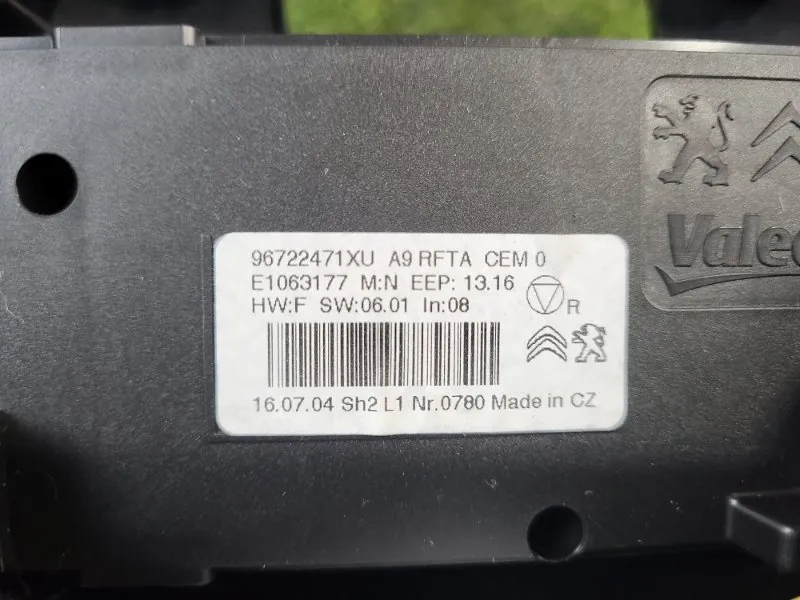 96722471XU A9 RFTA CEM 0
E1063177 M:N EEP: 13.16
HW:F SW:06.01 In:08
R
16.07.04 Sh2 L1 Nr.0780 Made in CZ